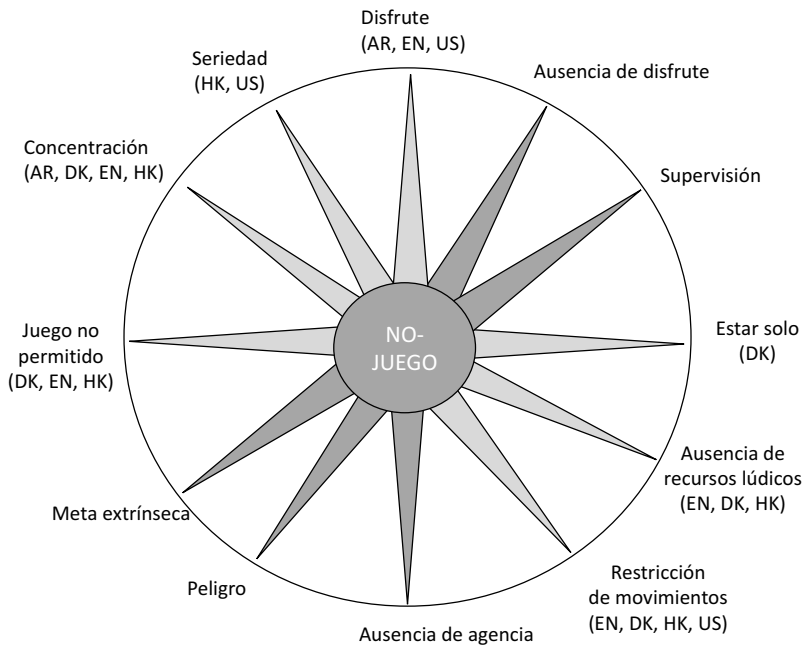 Disfrute
(AR, EN, US)
Ausencia de disfrute
Supervisión
Estar solo
(DK)
Ausencia de
recursos lúdicos
(EN, DK, HK)
Restricción
de movimientos
(EN, DK, HK, US)
Ausencia de agencia
Peligro
Meta extrínseca
Juego no
permitido
(DK, EN, HK)
Concentración
(AR, DK, EN, HK)
Seriedad
(HK, US)
NO-
JUEGO